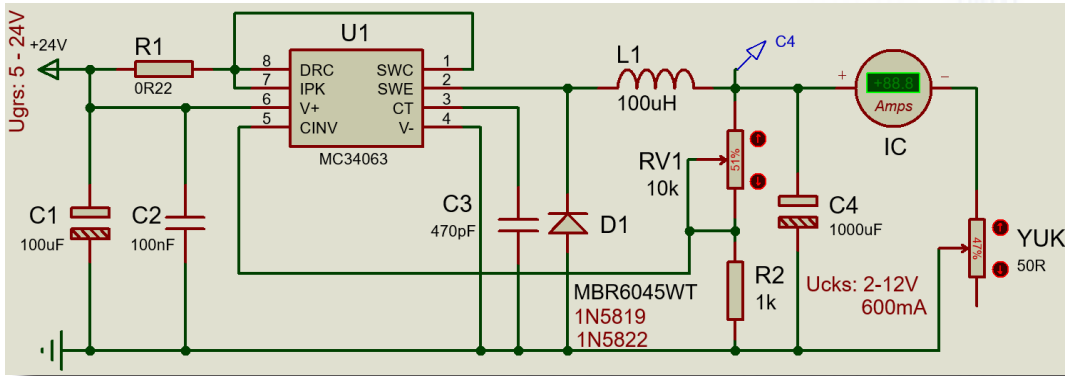 Ugrs: 5 - 24V
+24V
R1
0R22
U1
8
7
6
5
DRC
IPK
V+
CINV
SWC
SWE
CT
V-
1
2
3
4
MC34063
L1
100uH
C4
+
+88.8
-
Amps
IC
RV1
10k
51%
C1
100uF
C2
100nF
C3
470pF
D1
MBR6045WT
1N5819
1N5822
R2
1k
C4
1000uF
Ucks: 2-12V
600mA
47%
YUK
50R